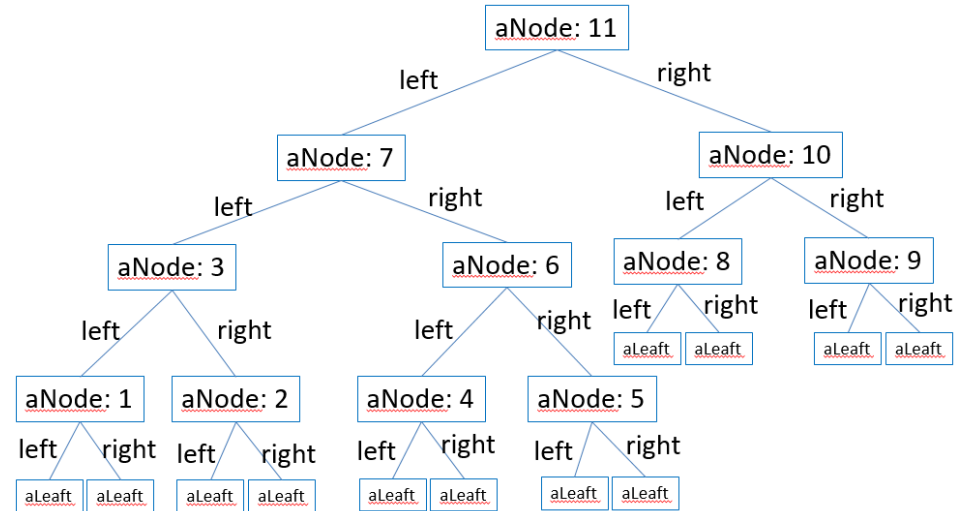 aNode: 11
left
right
aNode: 7
aNode: 10
left
right
left
right
aNode: 3
aNode: 6
aNode: 8
aNode: 9
left
right
left
right
left
right
left
right
aLeaft
aLeaft
aLeaft
aLeaft
aNode: 1
aNode: 2
aNode: 4
aNode: 5
left
right
left
right
left
right
left
right
aLeaft
aLeaft
aLeaft
aLeaft
aLeaft
aLeaft
aLeaft
aLeaft